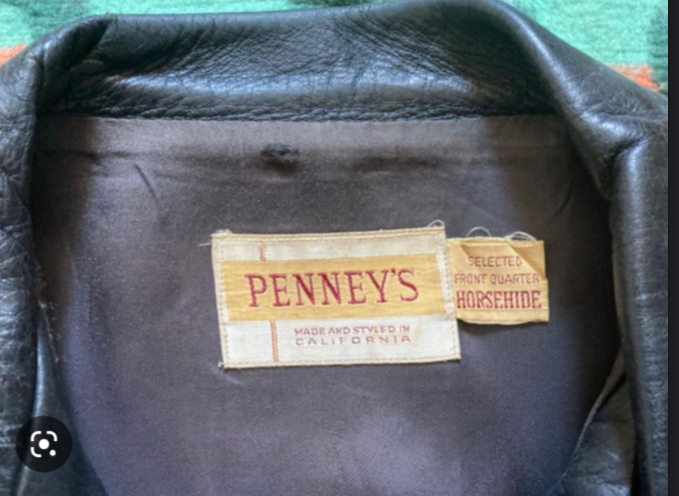 PENNEY'S
MADE AND STYLED IN
CALIFORNIA
SELECTED
FRONT QUARTER
HORSEHIDE